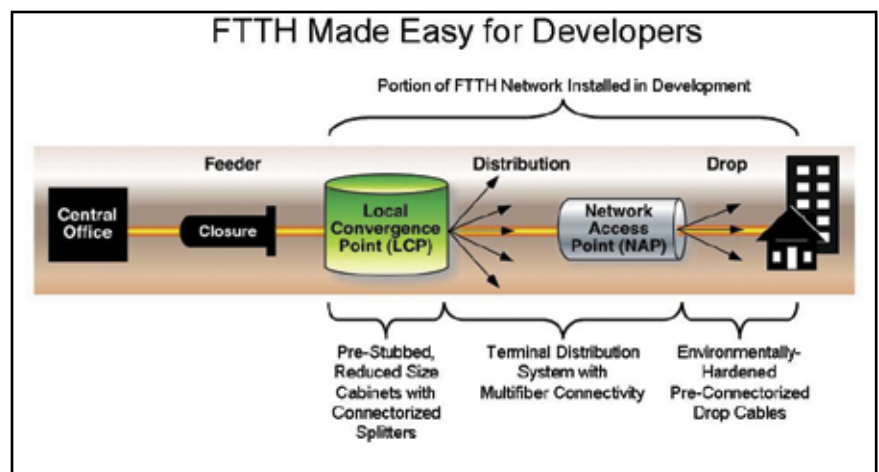 FTTH Made Easy for Developers
Portion of FTTH Network Installed in Development
Feeder
Distribution
Drop
Central
Office
Closure
Local
Convergence
Point (LCP)
Network
Access
Point (NAP)
Pre-Stubbed,
Reduced Size
Cabinets with
Connectorized
Splitters
Terminal Distribution
System with
Multifiber Connectivity
Environmentally-
Hardened
Pre-Connectorized
Drop Cables